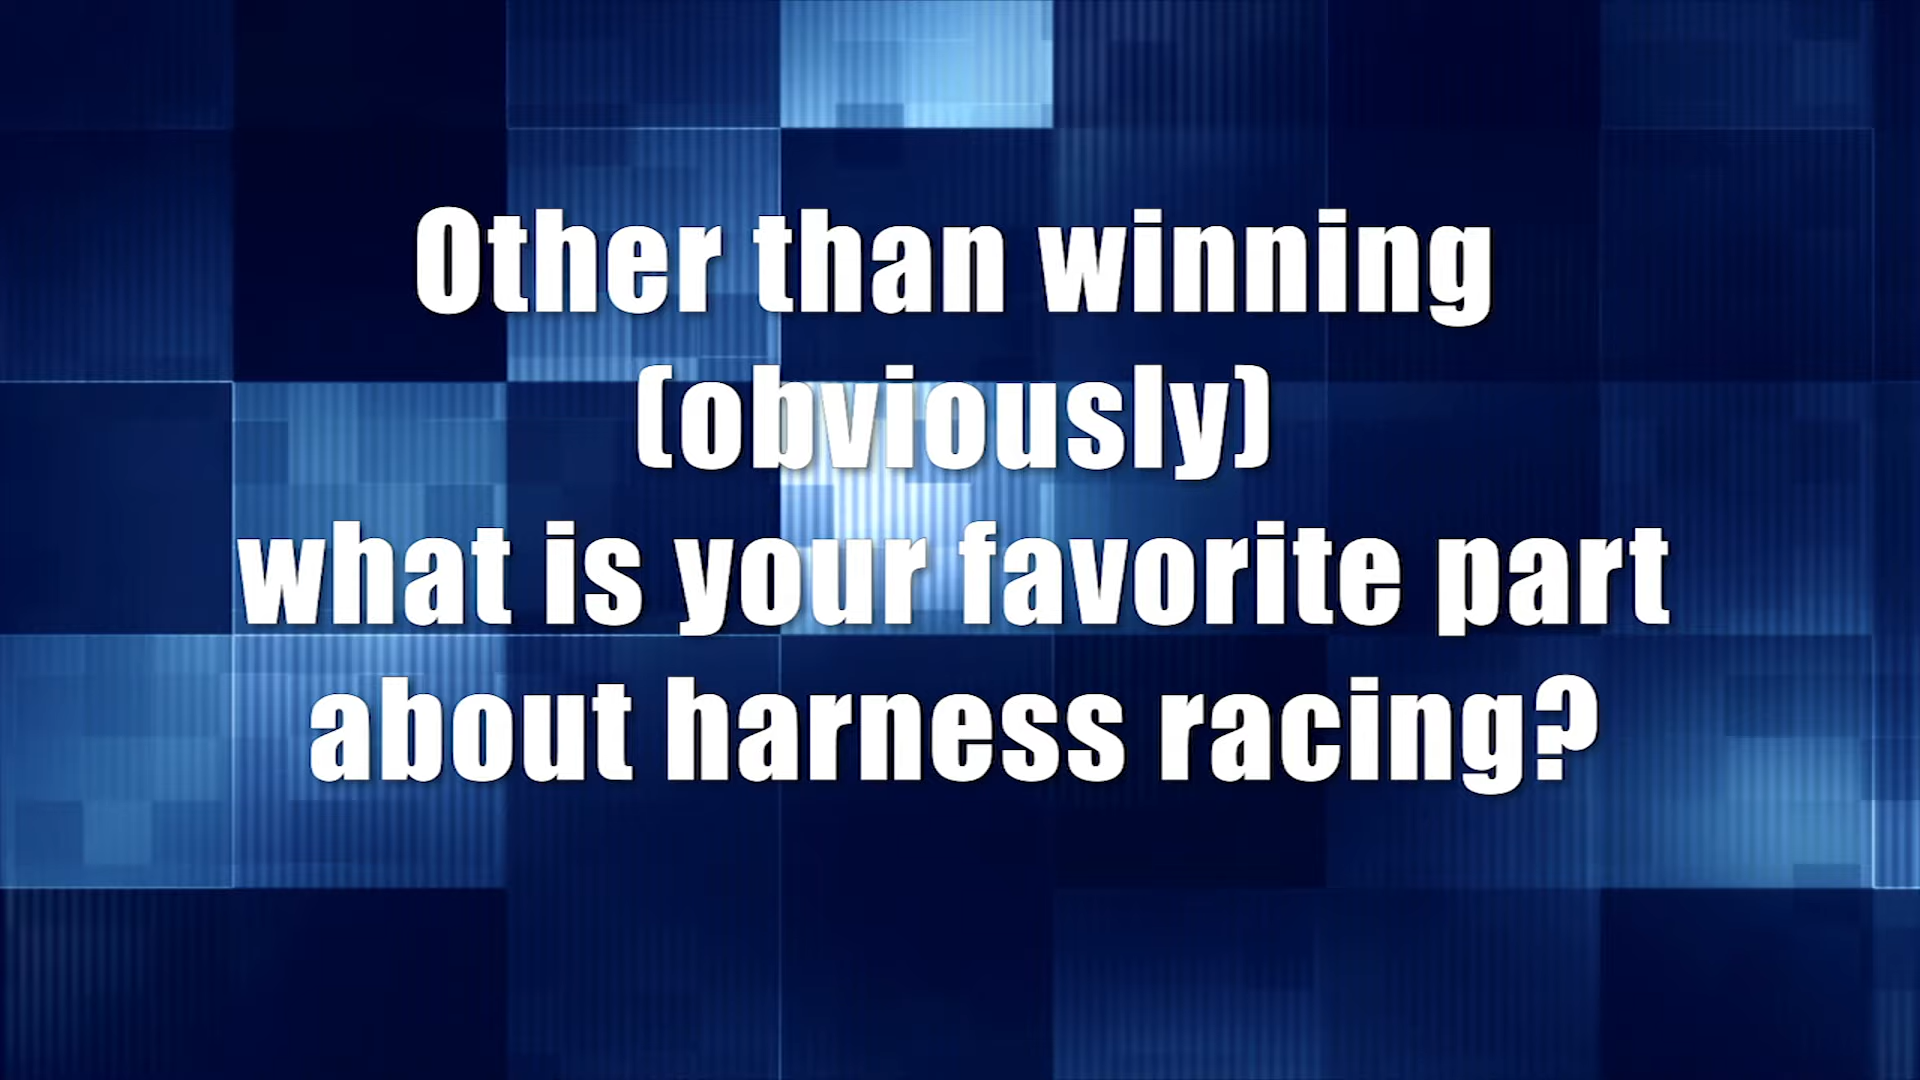 Other than winning
(obviously)
what is your favorite part
about harness racing?